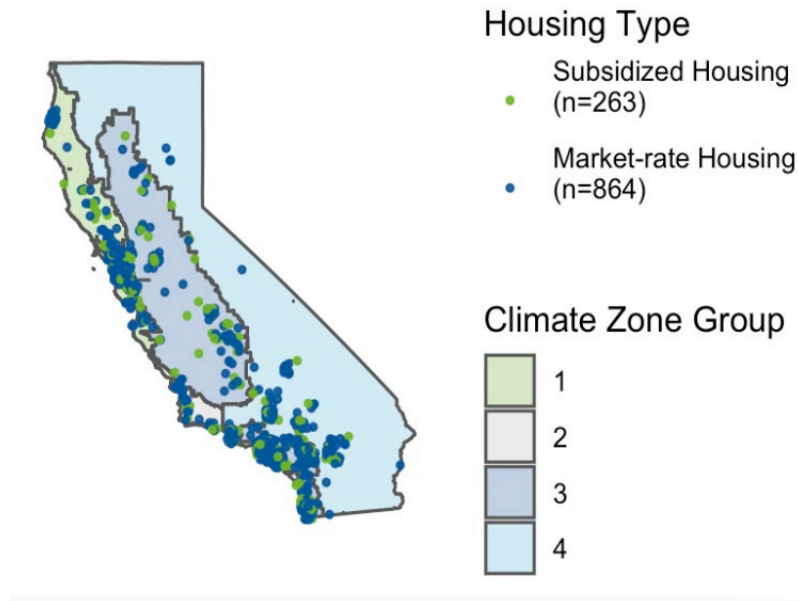 Housing Type
Subsidized Housing
(n=263)
Market-rate Housing
(n=864)
Climate Zone Group
1
2
3
4